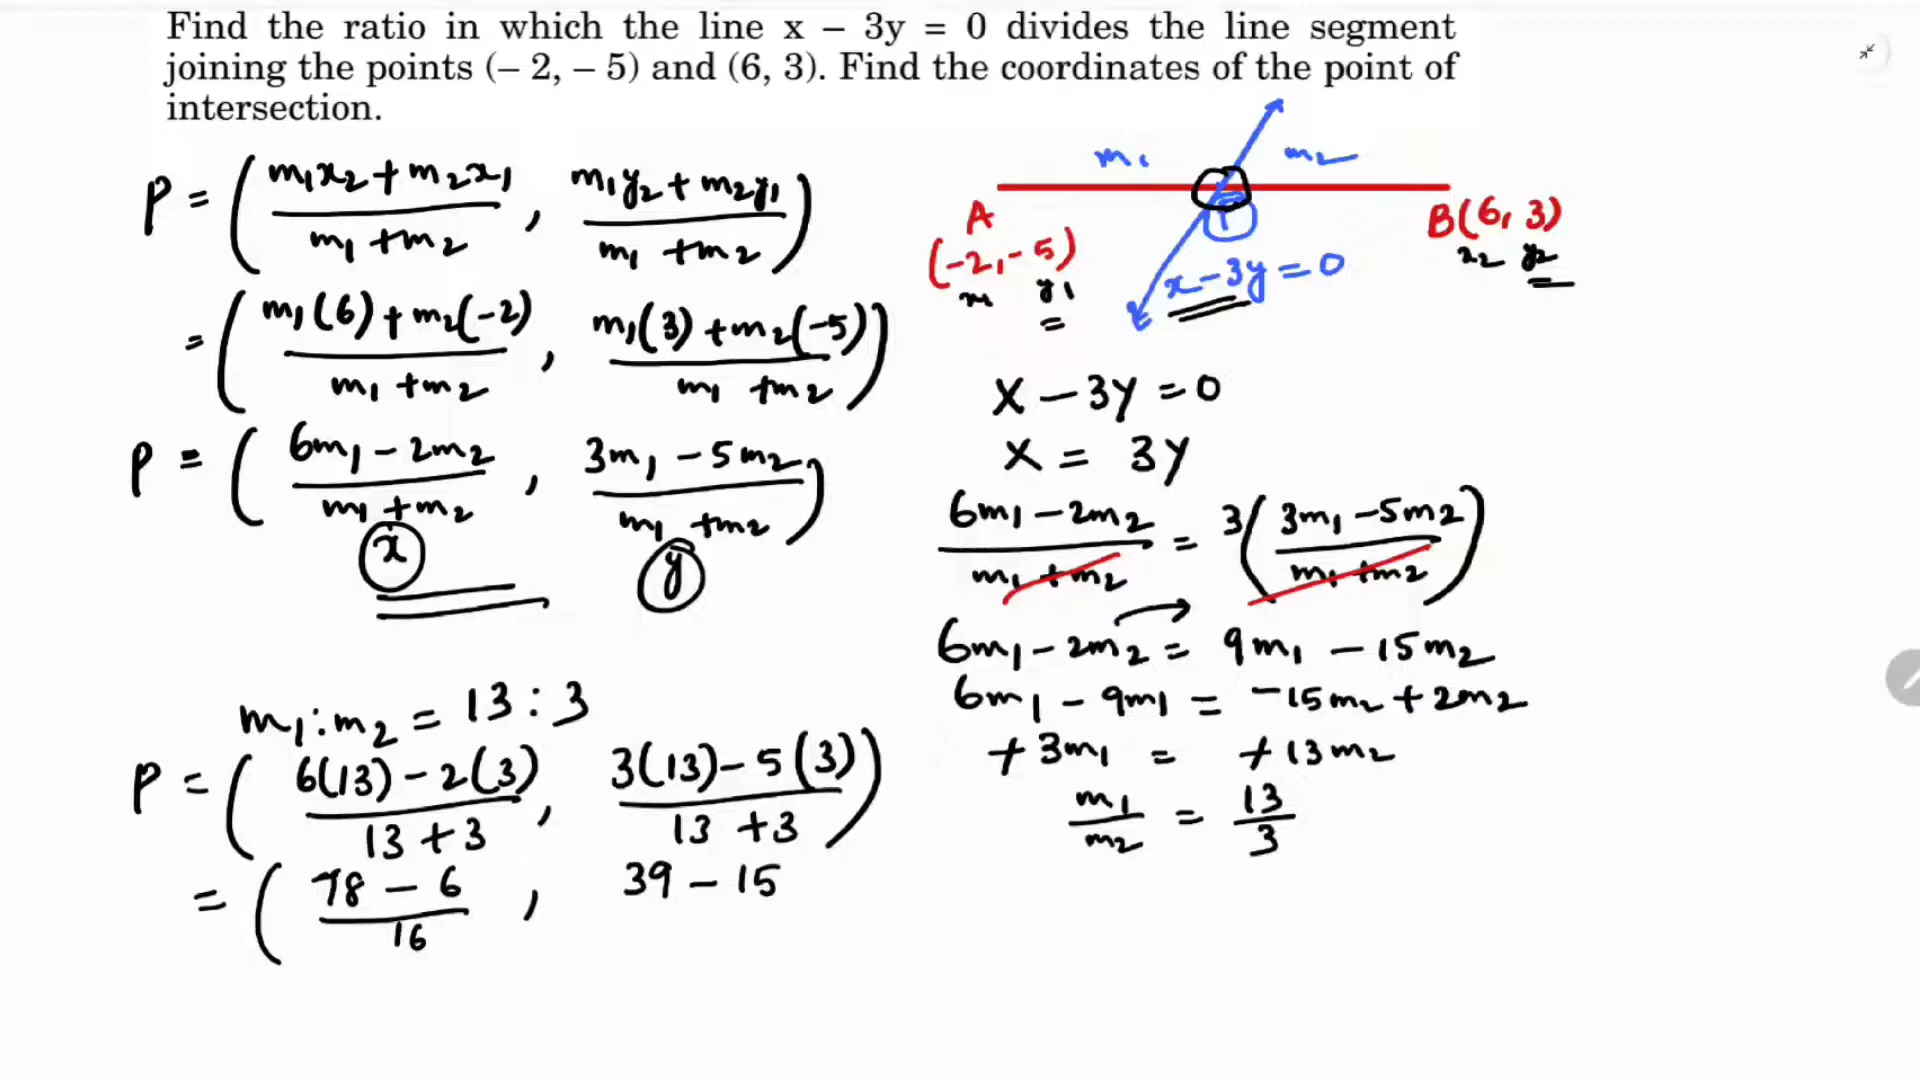 Find the ratio in which the line x – 3y = 0 divides the line segment
joining the points (– 2, – 5) and (6, 3). Find the coordinates of the point of
intersection.
m₁ m₂
A B(6, 3)
P
(-2, -5) x₂ y₂
y₁ x-3y=0
P = ( (m₁x₂ + m₂x₁)/(m₁ + m₂) , (m₁y₂ + m₂y₁)/(m₁ + m₂) )
= ( (m₁(6) + m₂(-2))/(m₁ + m₂) , (m₁(3) + m₂(-5))/(m₁ + m₂) )
P = ( (6m₁ - 2m₂)/(m₁ + m₂) , (3m₁ - 5m₂)/(m₁ + m₂) )
x y
x - 3y = 0
x = 3y
(6m₁ - 2m₂)/(m₁ + m₂) = 3( (3m₁ - 5m₂)/(m₁ + m₂) )
6m₁ - 2m₂ = 9m₁ - 15m₂
6m₁ - 9m₁ = -15m₂ + 2m₂
+3m₁ = +13m₂
m₁/m₂ = 13/3
m₁:m₂ = 13:3
P = ( (6(13) - 2(3))/(13 + 3) , (3(13) - 5(3))/(13 + 3) )
= ( (78 - 6)/16 , 39 - 15